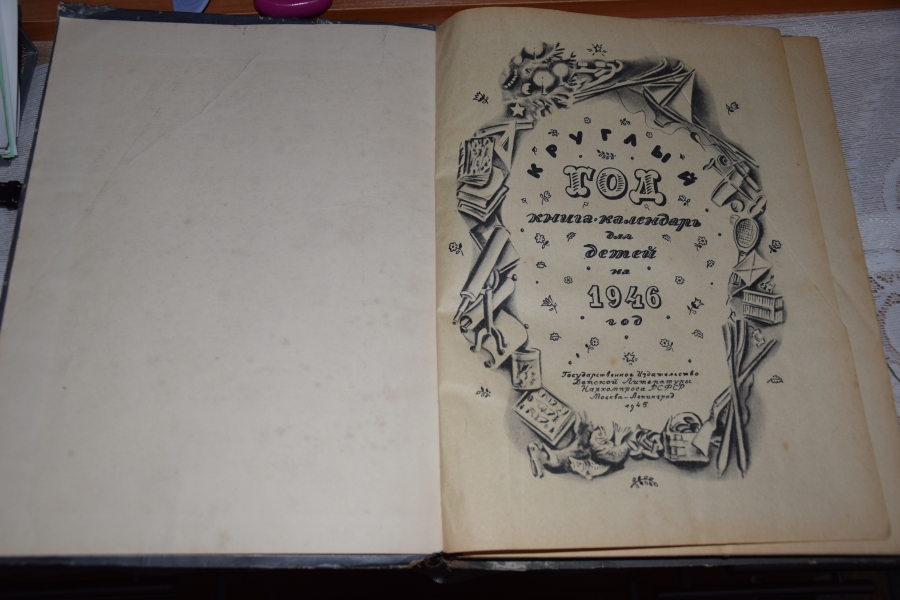 КРУГЛЫЙ
ГОД
книга-календарь
для
детей
на
1946
год
Государственное Издательство
Детской Литературы
Наркомпроса РСФСР
Москва-Ленинград
1945